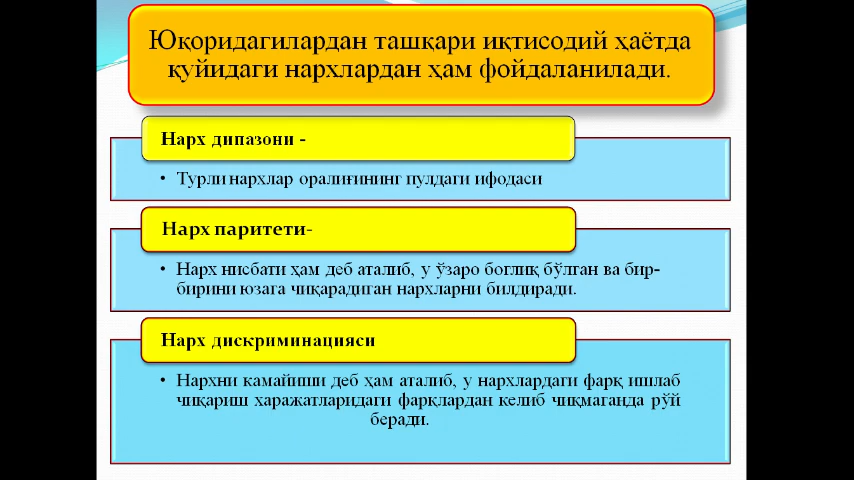 Юқоридагилардан ташқари иқтисодий ҳаётда
қуйидаги нархлардан ҳам фойдаланилади.
Нарх дипазони -
• Турли нархлар оралиғининг пулдаги ифодаси
Нарх паритети-
• Нарх нисбати ҳам деб аталиб, у ўзаро боглиқ бўлган ва бир-
бирини юзага чиқарадиган нархларни билдиради.
Нарх дискриминацияси
• Нархни камайиши деб ҳам аталиб, у нархлардаги фарқ ишлаб
чиқариш харажатларидаги фарқлардан келиб чиқмаганда рўй
беради.